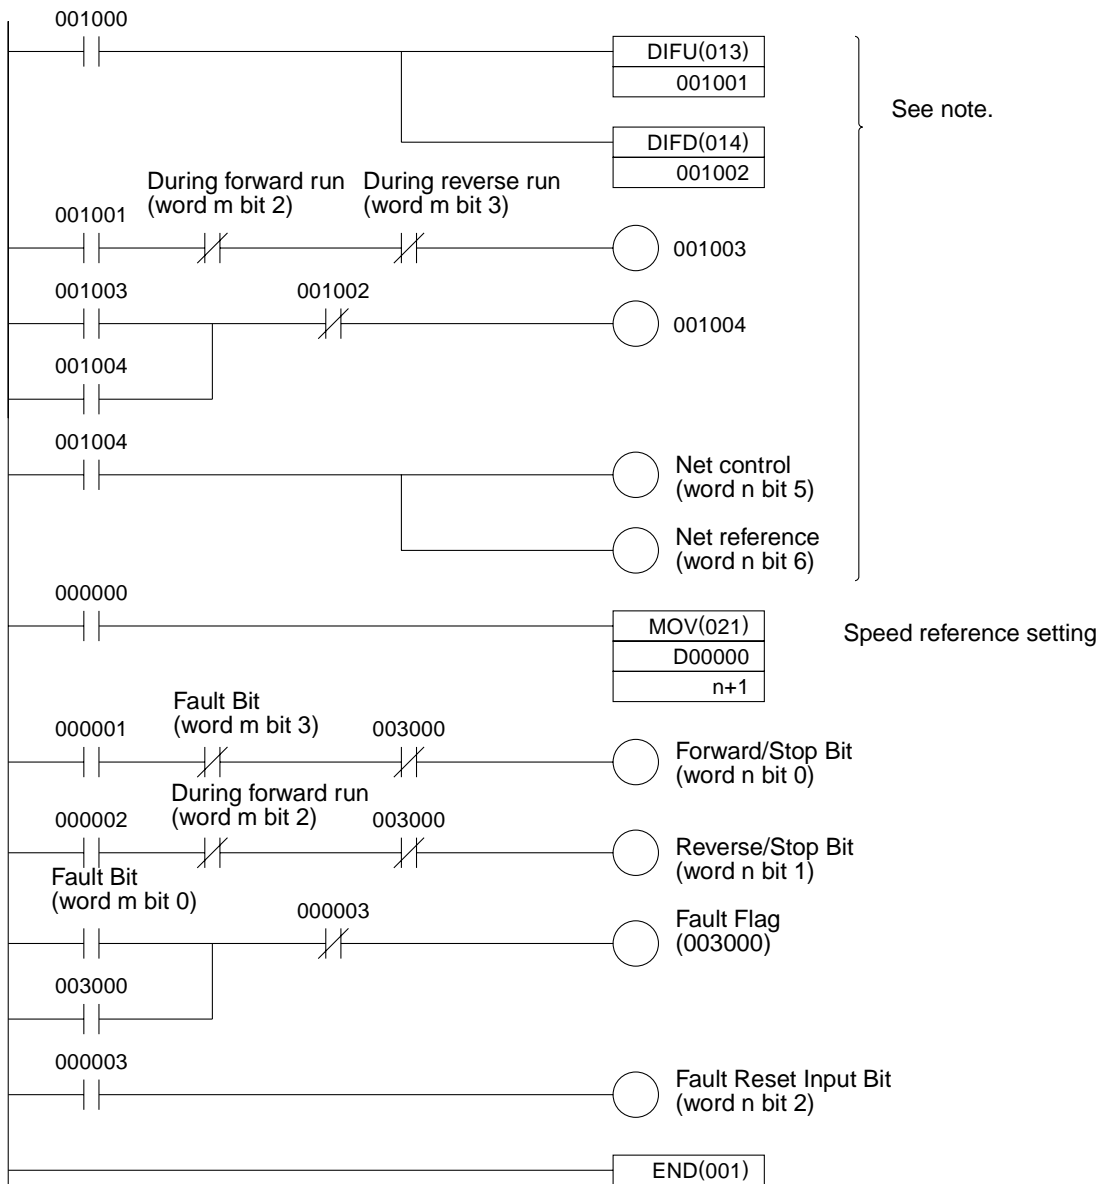 001000
DIFU(013)
001001
See note.
DIFD(014)
001002
During forward run
(word m bit 2)
During reverse run
(word m bit 3)
001001
001003
001003
001002
001004
001004
001004
Net control
(word n bit 5)
Net reference
(word n bit 6)
000000
MOV(021)
D00000
n+1
Speed reference setting
Fault Bit
(word m bit 3)
000001
003000
Forward/Stop Bit
(word n bit 0)
During forward run
(word m bit 2)
000002
003000
Reverse/Stop Bit
(word n bit 1)
Fault Bit
(word m bit 0)
000003
Fault Flag
(003000)
003000
000003
Fault Reset Input Bit
(word n bit 2)
END(001)